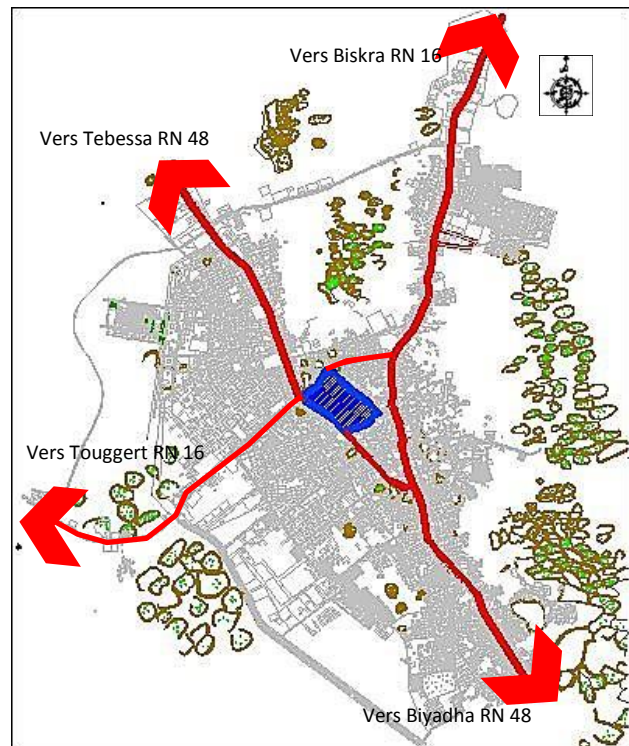 Vers Biskra RN 16
Vers Tebessa RN 48
Vers Touggert RN 16
Vers Biyadha RN 48